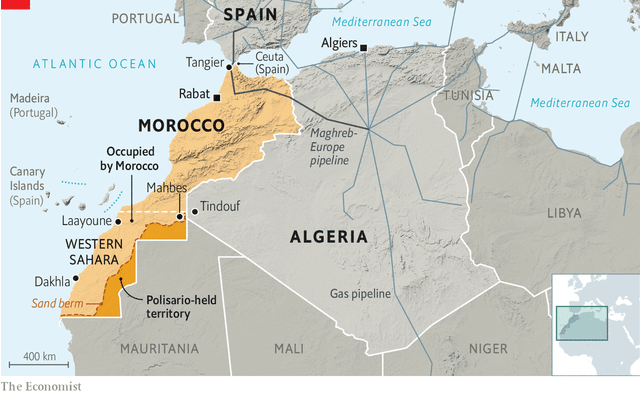 PORTUGAL
SPAIN
Mediterranean Sea
ITALY
Algiers
ATLANTIC OCEAN
Tangier
Ceuta
(Spain)
MALTA
Rabat
TUNISIA
Mediterranean Sea
Madeira
(Portugal)
MOROCCO
Maghreb-
Europe
pipeline
Occupied
by Morocco
Canary
Islands
(Spain)
Mahbes
Tindouf
Laayoune
LIBYA
WESTERN
SAHARA
ALGERIA
Dakhla
Gas pipeline
Sand berm
Polisario-held
territory
MAURITANIA
MALI
NIGER
400 km
The Economist